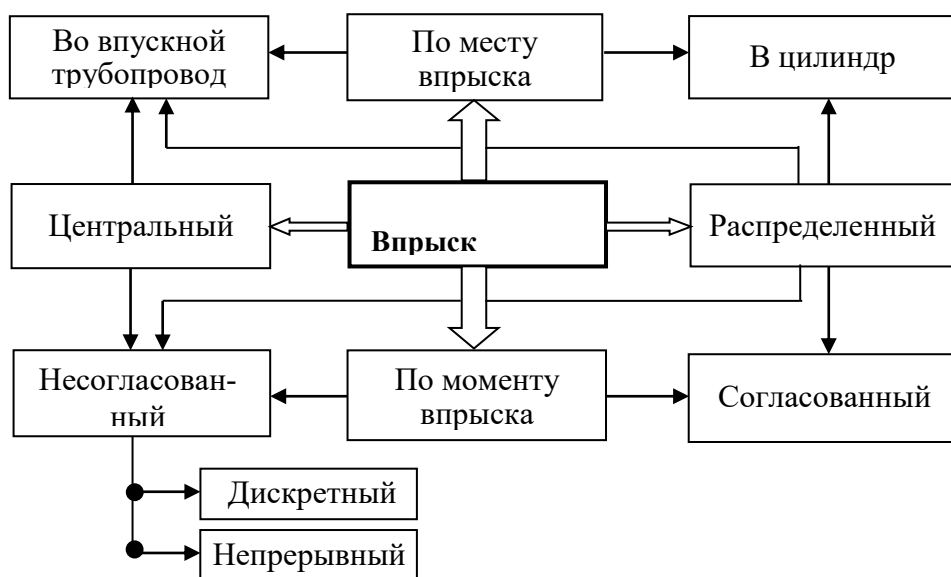 Во впускной
трубопровод
По месту
впрыска
В цилиндр
Центральный
Впрыск
Распределенный
Несогласован-
ный
По моменту
впрыска
Согласованный
Дискретный
Непрерывный